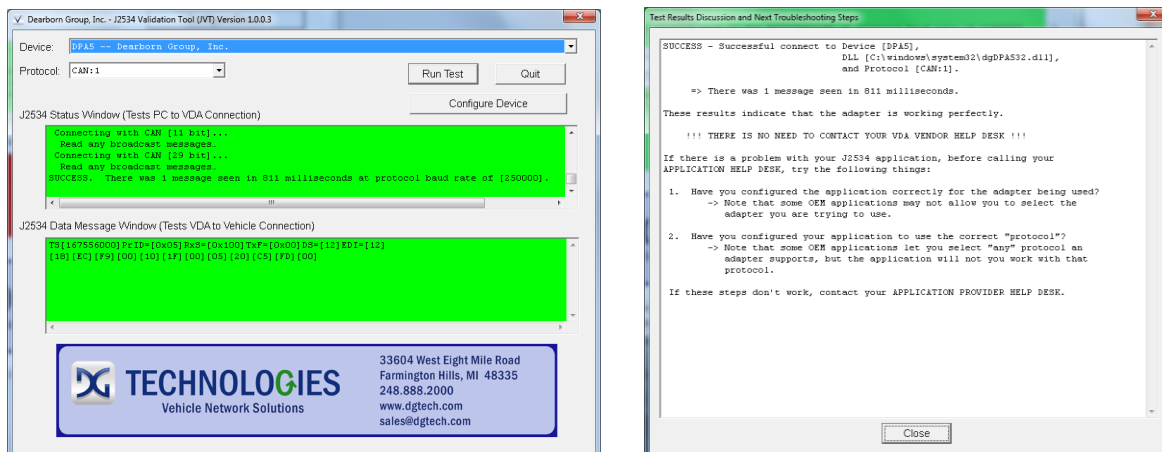 Dearborn Group, Inc. - J2534 Validation Tool (JVT) Version 1.0.0.3
Device: DPA5 -- Dearborn Group, Inc.
Protocol: CAN:1
Run Test
Quit
Configure Device
J2534 Status Window (Tests PC to VDA Connection)
Connecting with CAN [11 bit]...
Read any broadcast messages.
Connecting with CAN [29 bit]...
Read any broadcast messages.
SUCCESS. There was 1 message seen in 811 milliseconds at protocol baud rate of [250000].
J2534 Data Message Window (Tests VDA to Vehicle Connection)
TS[167556000]PrID=[0x05]RxS=[0x100]TxF=[0x00]DS=[12]EDI=[12]
[18][EC][F9][00][10][1F][00][05][20][C5][FD][00]
DG TECHNOLOGIES
Vehicle Network Solutions
33604 West Eight Mile Road
Farmington Hills, MI 48335
248.888.2000
www.dgtech.com
sales@dgtech.com
Test Results Discussion and Next Troubleshooting Steps
SUCCESS - Successful connect to Device [DPA5],
DLL [C:\windows\system32\dgDPA532.dll],
and Protocol [CAN:1].
=> There was 1 message seen in 811 milliseconds.
These results indicate that the adapter is working perfectly.
!!! THERE IS NO NEED TO CONTACT YOUR VDA VENDOR HELP DESK !!!
If there is a problem with your J2534 application, before calling your
APPLICATION HELP DESK, try the following things:
1. Have you configured the application correctly for the adapter being used?
-> Note that some OEM applications may not allow you to select the
adapter you are trying to use.
2. Have you configured your application to use the correct "protocol"?
-> Note that some OEM applications let you select "any" protocol an
adapter supports, but the application will not you work with that
protocol.
If these steps don't work, contact your APPLICATION PROVIDER HELP DESK.
Close